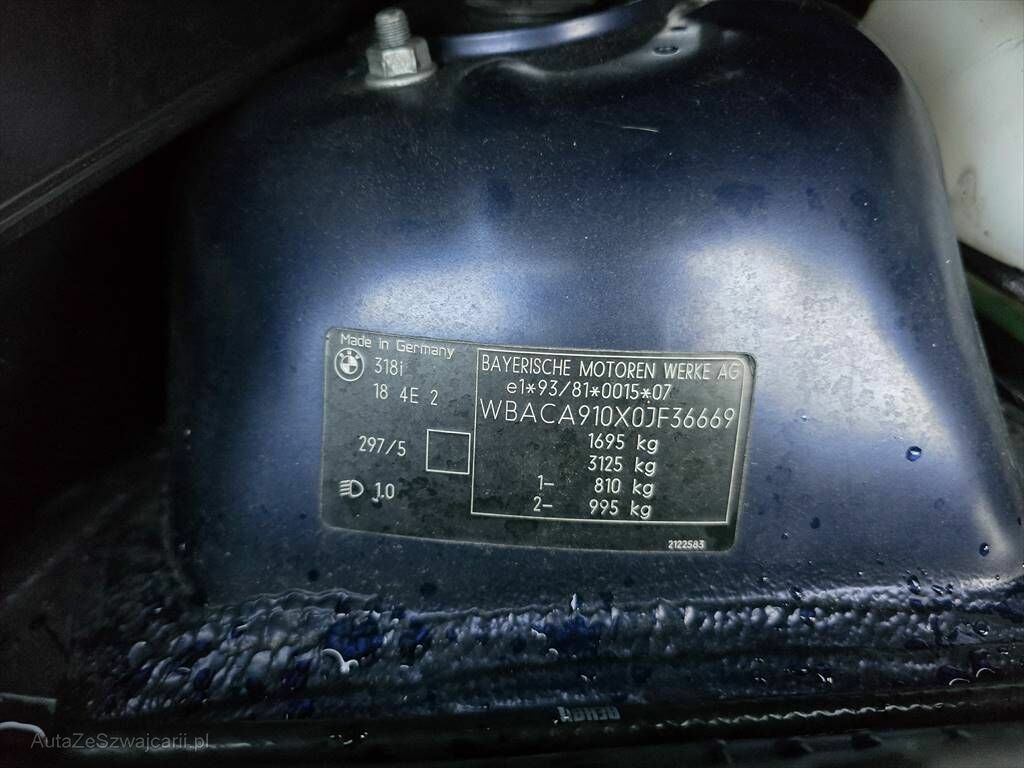 Made in Germany
318i
18 4E 2
297/5
1.0
BAYERISCHE MOTOREN WERKE AG
e1*93/81*0015*07
WBACA910X0JF36669
1695 kg
3125 kg
1- 810 kg
2- 995 kg
2122583
AutaZeSzwajcarii.pl